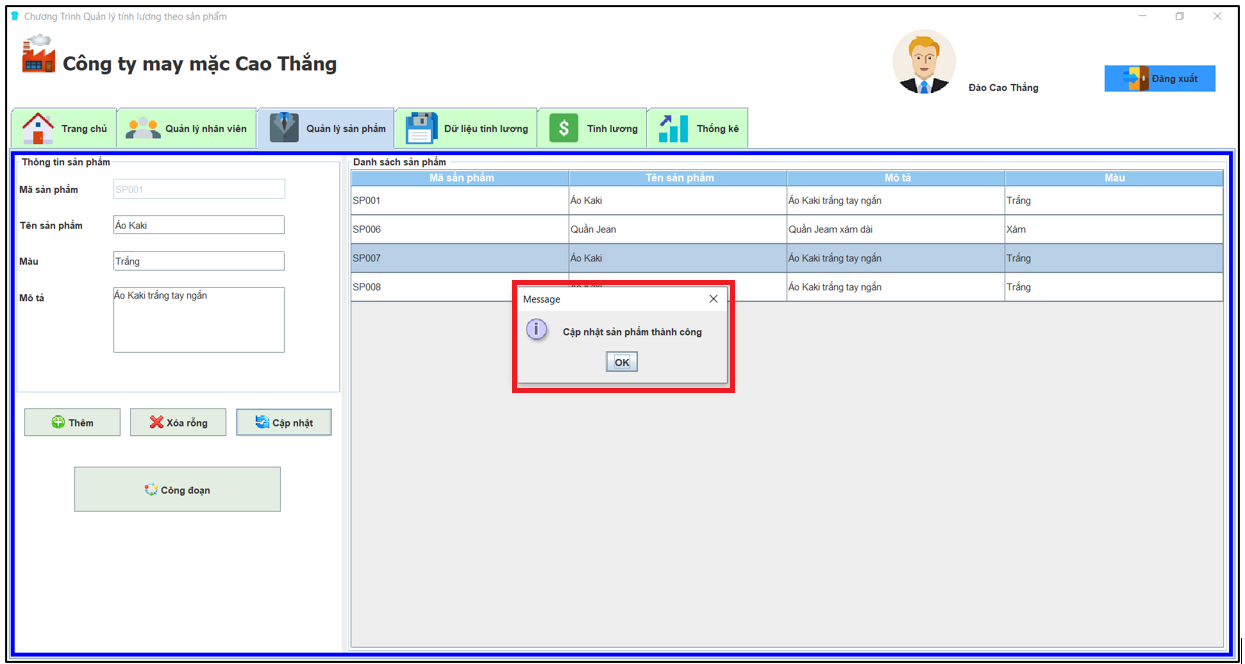 Chương Trình Quản lý tính lương theo sản phẩm
Công ty may mặc Cao Thắng
Đào Cao Thắng
Đăng xuất
Trang chủ
Quản lý nhân viên
Quản lý sản phẩm
Dữ liệu tính lương
Tính lương
Thống kê
Thông tin sản phẩm
Mã sản phẩm SP001
Tên sản phẩm Áo Kaki
Màu Trắng
Mô tả Áo Kaki trắng tay ngắn
Thêm
Xóa rỗng
Cập nhật
Công đoạn
Danh sách sản phẩm
Mã sản phẩm Tên sản phẩm Mô tả Màu
SP001 Áo Kaki Áo Kaki trắng tay ngắn Trắng
SP006 Quần Jean Quần Jeam xám dài Xám
SP007 Áo Kaki Áo Kaki trắng tay ngắn Trắng
SP008 Áo Kaki Áo Kaki trắng tay ngắn Trắng
Message
Cập nhật sản phẩm thành công
OK